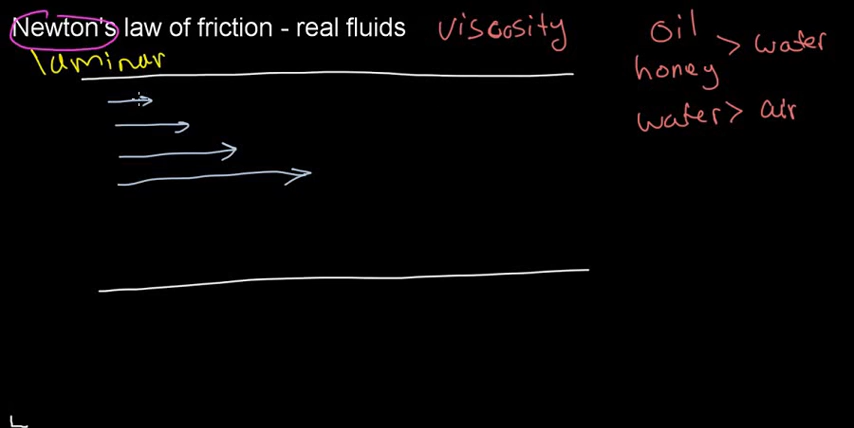 Newton's law of friction - real fluids
viscosity
laminar
oil
honey
> water
water > air